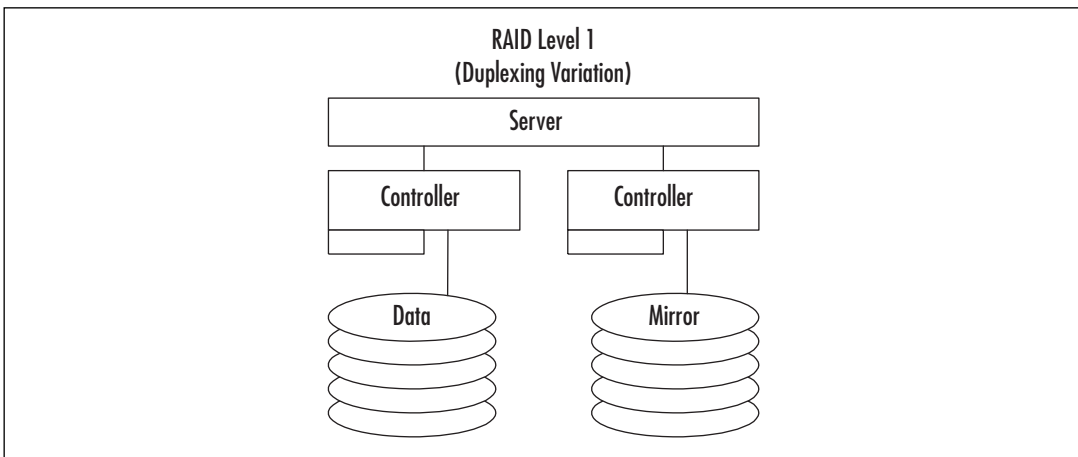 RAID Level 1
(Duplexing Variation)
Server
Controller
Controller
Data
Mirror